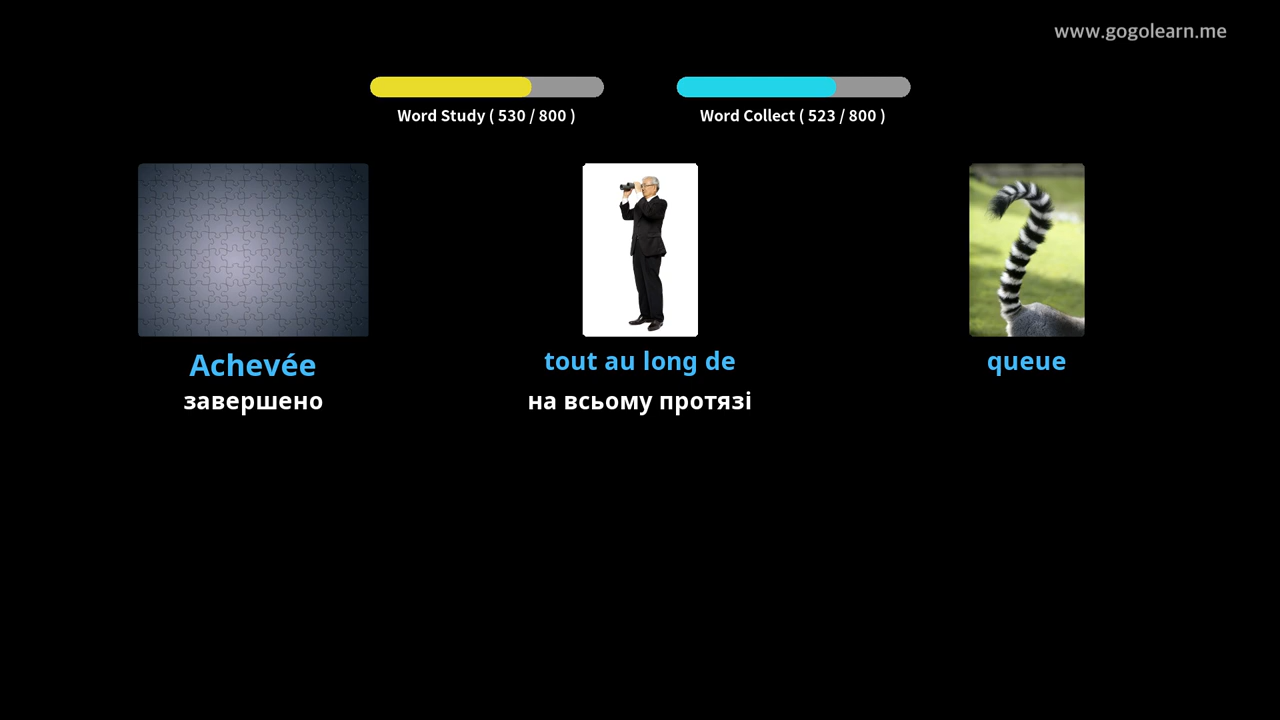 www.gogolearn.me
Word Study ( 530 / 800 )
Word Collect ( 523 / 800 )
Achevée
завершено
tout au long de
на всьому протязі
queue